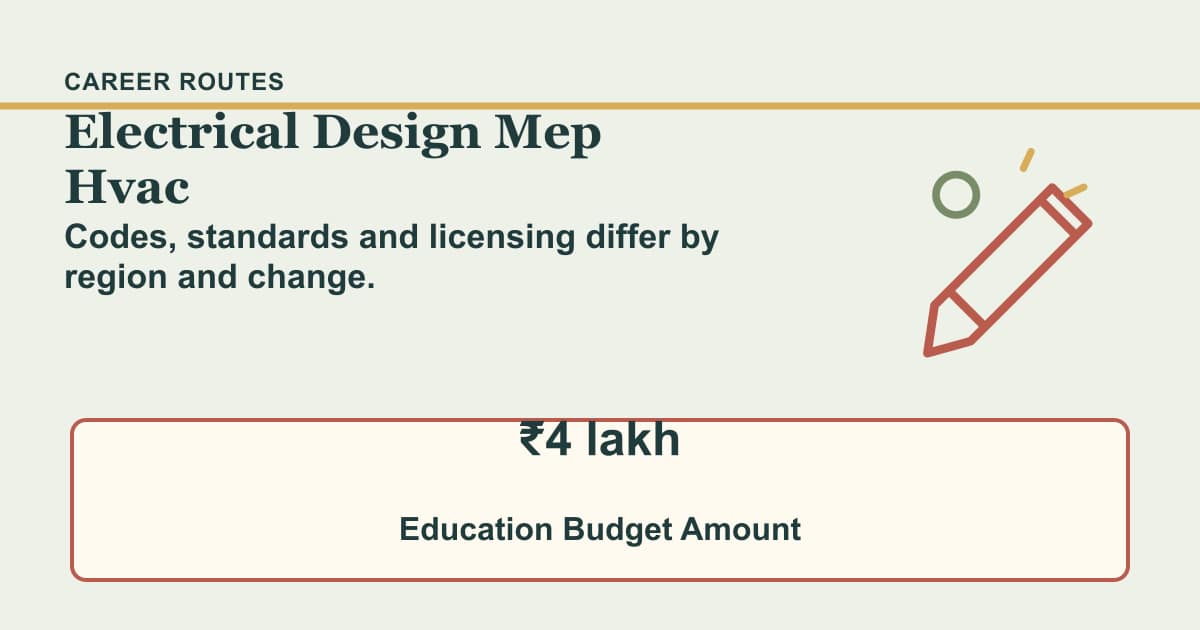 CAREER ROUTES
Electrical Design Mep
Hvac
Codes, standards and licensing differ by
region and change.
₹4 lakh
Education Budget Amount